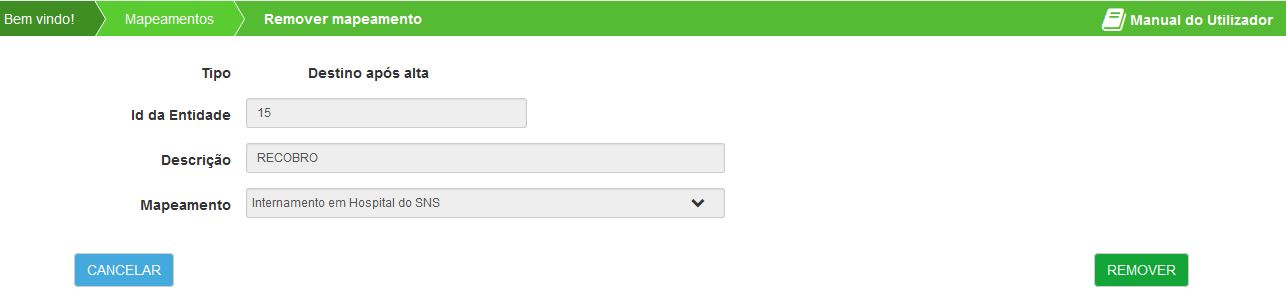 Bem vindo! Mapeamentos Remover mapeamento Manual do Utilizador
Tipo Destino após alta
Id da Entidade 15
Descrição RECOBRO
Mapeamento Internamento em Hospital do SNS
CANCELAR REMOVER